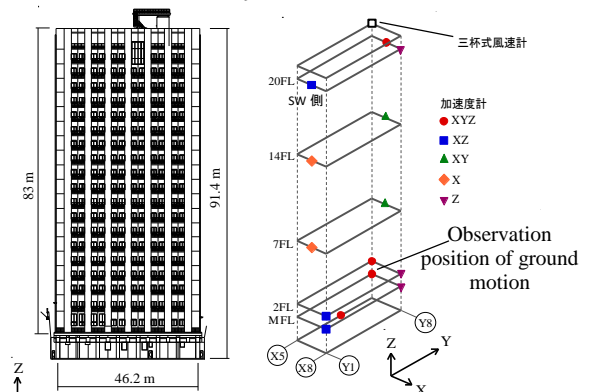 83 m
91.4 m
46.2 m
Z
三杯式風速計
20FL
SW 側
加速度計
XYZ
XZ
XY
X
Z
14FL
7FL
Observation
position of ground
motion
2FL
MFL
X5
X8
Y1
Y8
Z
Y
X